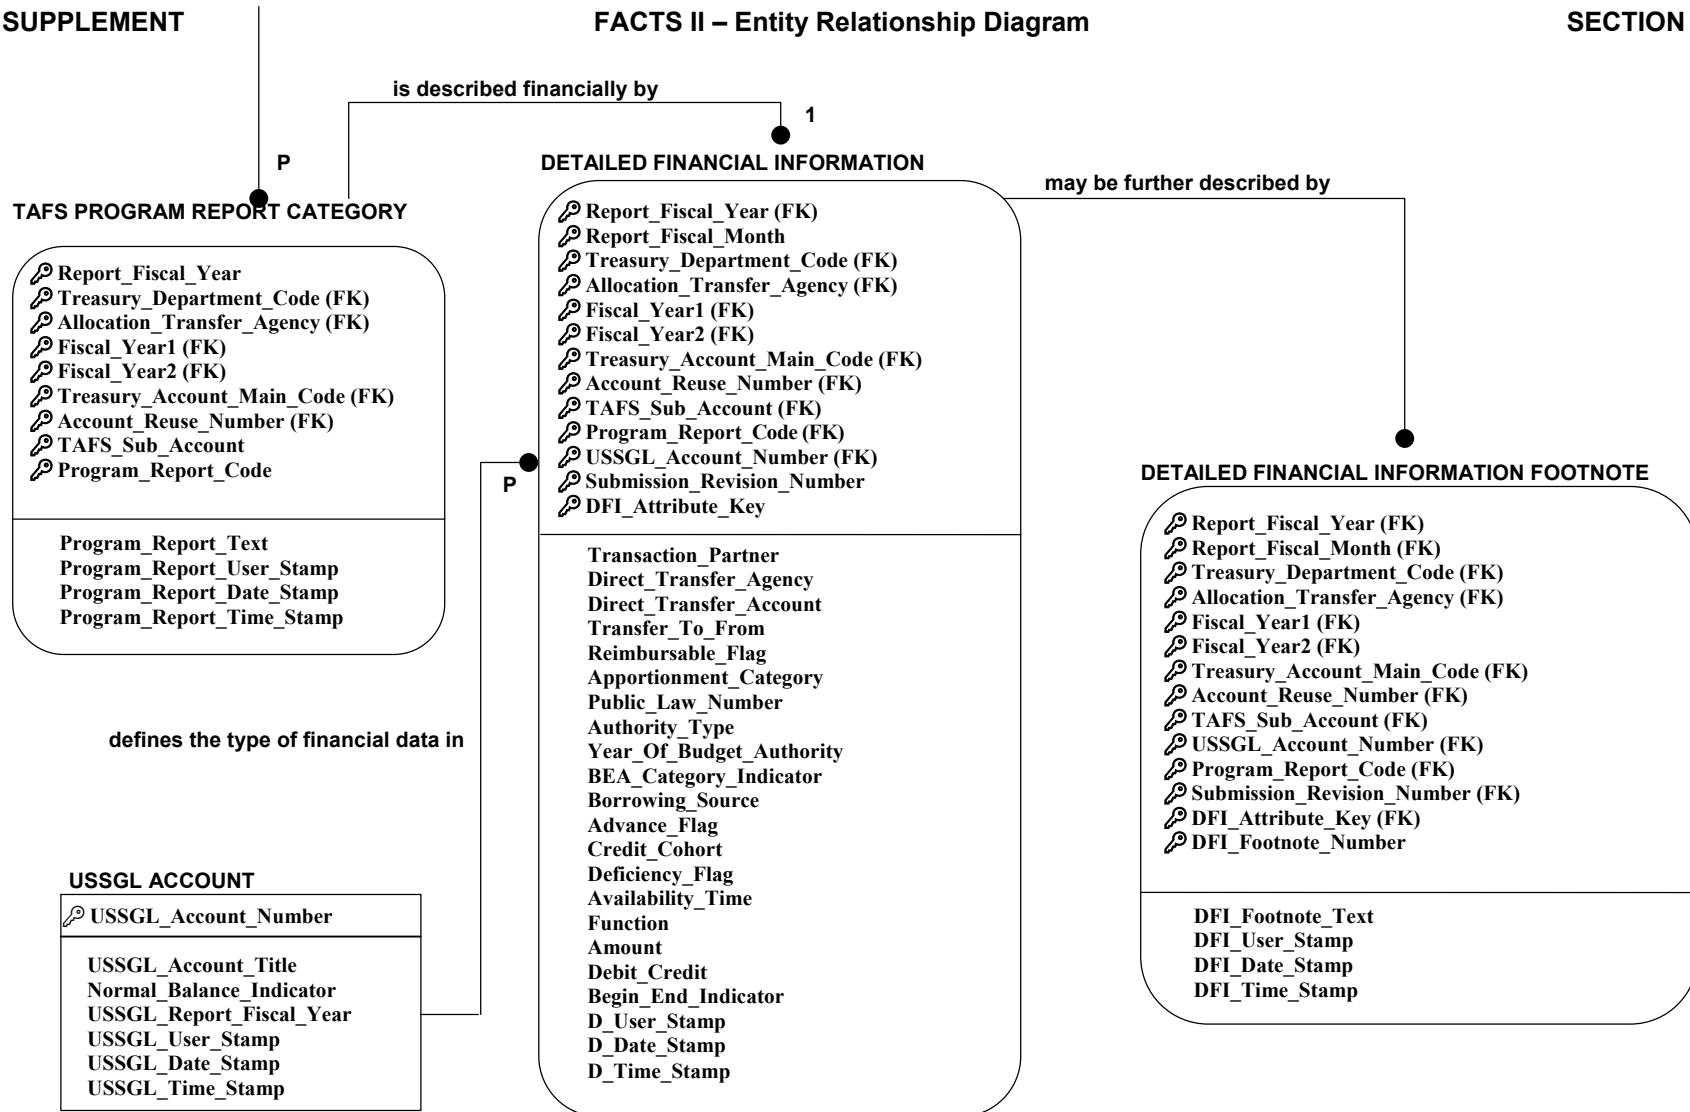 SUPPLEMENT
FACTS II – Entity Relationship Diagram
SECTION
is described financially by
1
P
TAFS PROGRAM REPORT CATEGORY
Report_Fiscal_Year
Treasury_Department_Code (FK)
Allocation_Transfer_Agency (FK)
Fiscal_Year1 (FK)
Fiscal_Year2 (FK)
Treasury_Account_Main_Code (FK)
Account_Reuse_Number (FK)
TAFS_Sub_Account
Program_Report_Code
Program_Report_Text
Program_Report_User_Stamp
Program_Report_Date_Stamp
Program_Report_Time_Stamp
DETAILED FINANCIAL INFORMATION
Report_Fiscal_Year (FK)
Report_Fiscal_Month
Treasury_Department_Code (FK)
Allocation_Transfer_Agency (FK)
Fiscal_Year1 (FK)
Fiscal_Year2 (FK)
Treasury_Account_Main_Code (FK)
Account_Reuse_Number (FK)
TAFS_Sub_Account (FK)
Program_Report_Code (FK)
USSGL_Account_Number (FK)
Submission_Revision_Number
DFI_Attribute_Key
Transaction_Partner
Direct_Transfer_Agency
Direct_Transfer_Account
Transfer_To_From
Reimbursable_Flag
Apportionment_Category
Public_Law_Number
Authority_Type
Year_Of_Budget_Authority
BEA_Category_Indicator
Borrowing_Source
Advance_Flag
Credit_Cohort
Deficiency_Flag
Availability_Time
Function
Amount
Debit_Credit
Begin_End_Indicator
D_User_Stamp
D_Date_Stamp
D_Time_Stamp
may be further described by
DETAILED FINANCIAL INFORMATION FOOTNOTE
Report_Fiscal_Year (FK)
Report_Fiscal_Month (FK)
Treasury_Department_Code (FK)
Allocation_Transfer_Agency (FK)
Fiscal_Year1 (FK)
Fiscal_Year2 (FK)
Treasury_Account_Main_Code (FK)
Account_Reuse_Number (FK)
TAFS_Sub_Account (FK)
USSGL_Account_Number (FK)
Program_Report_Code (FK)
Submission_Revision_Number (FK)
DFI_Attribute_Key (FK)
DFI_Footnote_Number
DFI_Footnote_Text
DFI_User_Stamp
DFI_Date_Stamp
DFI_Time_Stamp
P
defines the type of financial data in
USSGL ACCOUNT
USSGL_Account_Number
USSGL_Account_Title
Normal_Balance_Indicator
USSGL_Report_Fiscal_Year
USSGL_User_Stamp
USSGL_Date_Stamp
USSGL_Time_Stamp